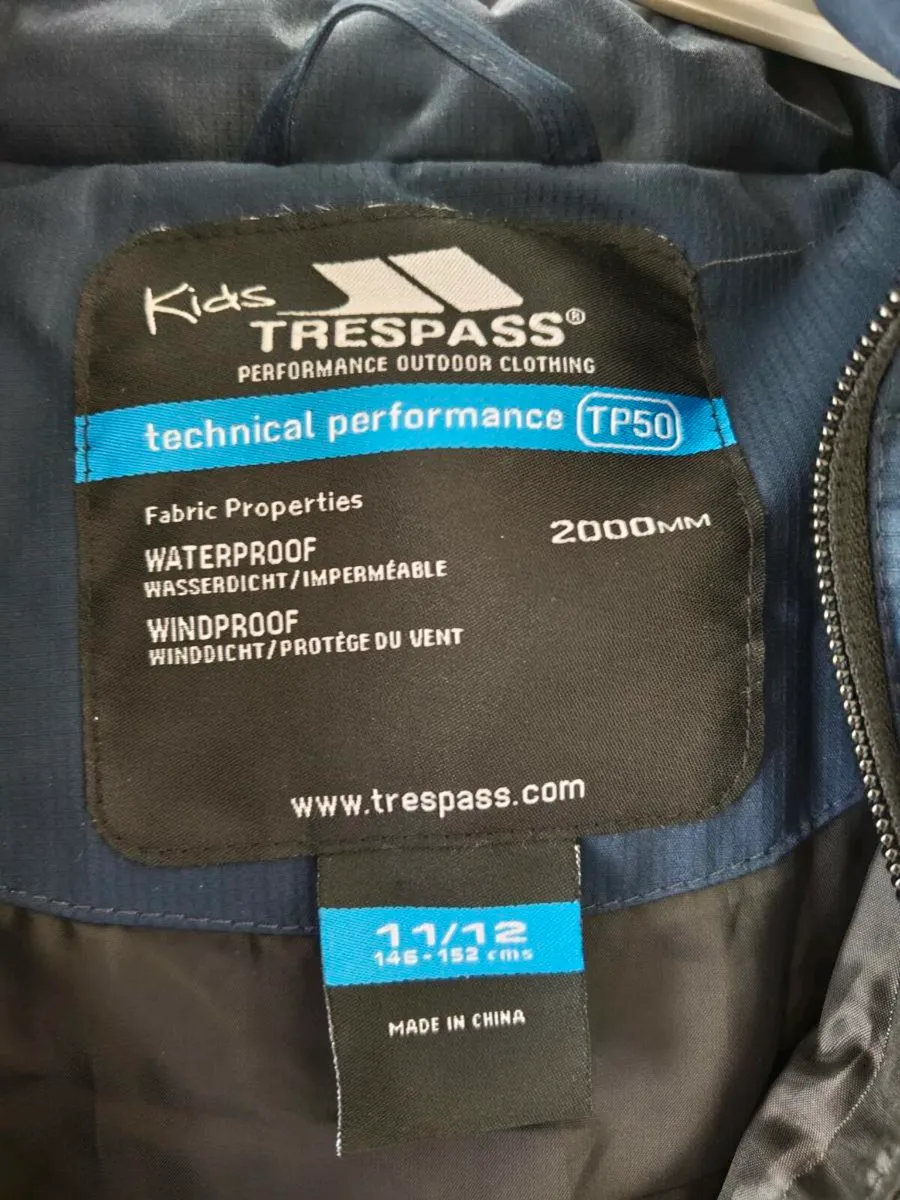 Kids
TRESPASS®
PERFORMANCE OUTDOOR CLOTHING
technical performance TP50
Fabric Properties
WATERPROOF 2000MM
WASSERDICHT/IMPERMÉABLE
WINDPROOF
WINDDICHT/PROTÈGE DU VENT
www.trespass.com
11/12
146-152 cms
MADE IN CHINA